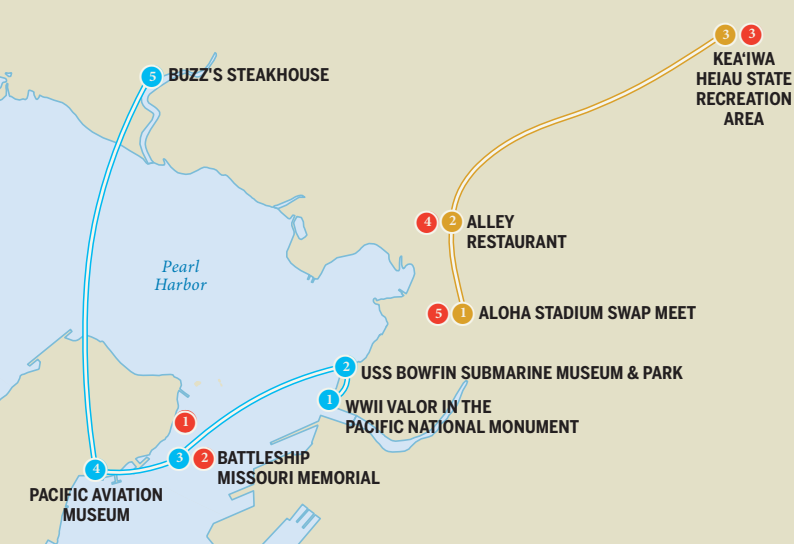 3 3
KEA‘IWA
HEIAU STATE
RECREATION
AREA
5 BUZZ'S STEAKHOUSE
4 2 ALLEY
RESTAURANT
Pearl
Harbor
5 1 ALOHA STADIUM SWAP MEET
2 USS BOWFIN SUBMARINE MUSEUM & PARK
1 WWII VALOR IN THE
PACIFIC NATIONAL MONUMENT
1
3 2 BATTLESHIP
MISSOURI MEMORIAL
4
PACIFIC AVIATION
MUSEUM